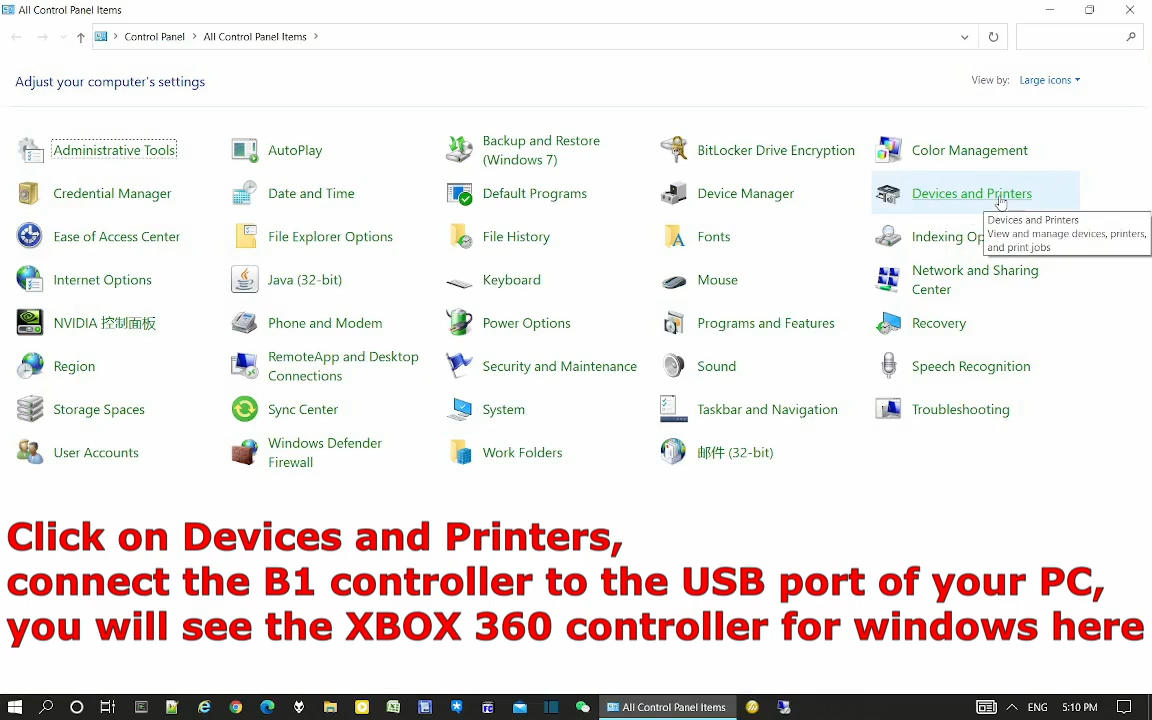 All Control Panel Items
Control Panel
All Control Panel Items
Adjust your computer's settings
View by:
Large icons
Administrative Tools
AutoPlay
Backup and Restore
(Windows 7)
BitLocker Drive Encryption
Color Management
Credential Manager
Date and Time
Default Programs
Device Manager
Devices and Printers
Devices and Printers
View and manage devices, printers,
and print jobs
Ease of Access Center
File Explorer Options
File History
Fonts
Indexing Op
Internet Options
Java (32-bit)
Keyboard
Mouse
Network and Sharing
Center
NVIDIA 控制面板
Phone and Modem
Power Options
Programs and Features
Recovery
Region
RemoteApp and Desktop
Connections
Security and Maintenance
Sound
Speech Recognition
Storage Spaces
Sync Center
System
Taskbar and Navigation
Troubleshooting
User Accounts
Windows Defender
Firewall
Work Folders
邮件 (32-bit)
Click on Devices and Printers,
connect the B1 controller to the USB port of your PC,
you will see the XBOX 360 controller for windows here
All Control Panel Items
ENG
5:10 PM